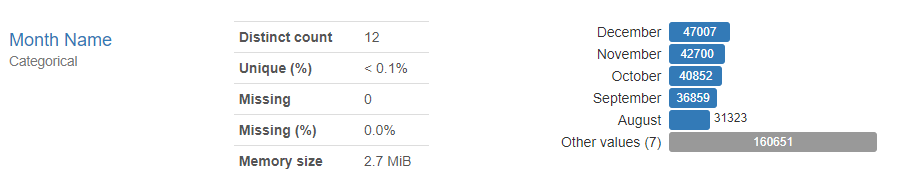 Month Name
Categorical
Distinct count 12
Unique (%) < 0.1%
Missing 0
Missing (%) 0.0%
Memory size 2.7 MiB
December 47007
November 42700
October 40852
September 36859
August 31323
Other values (7) 160651